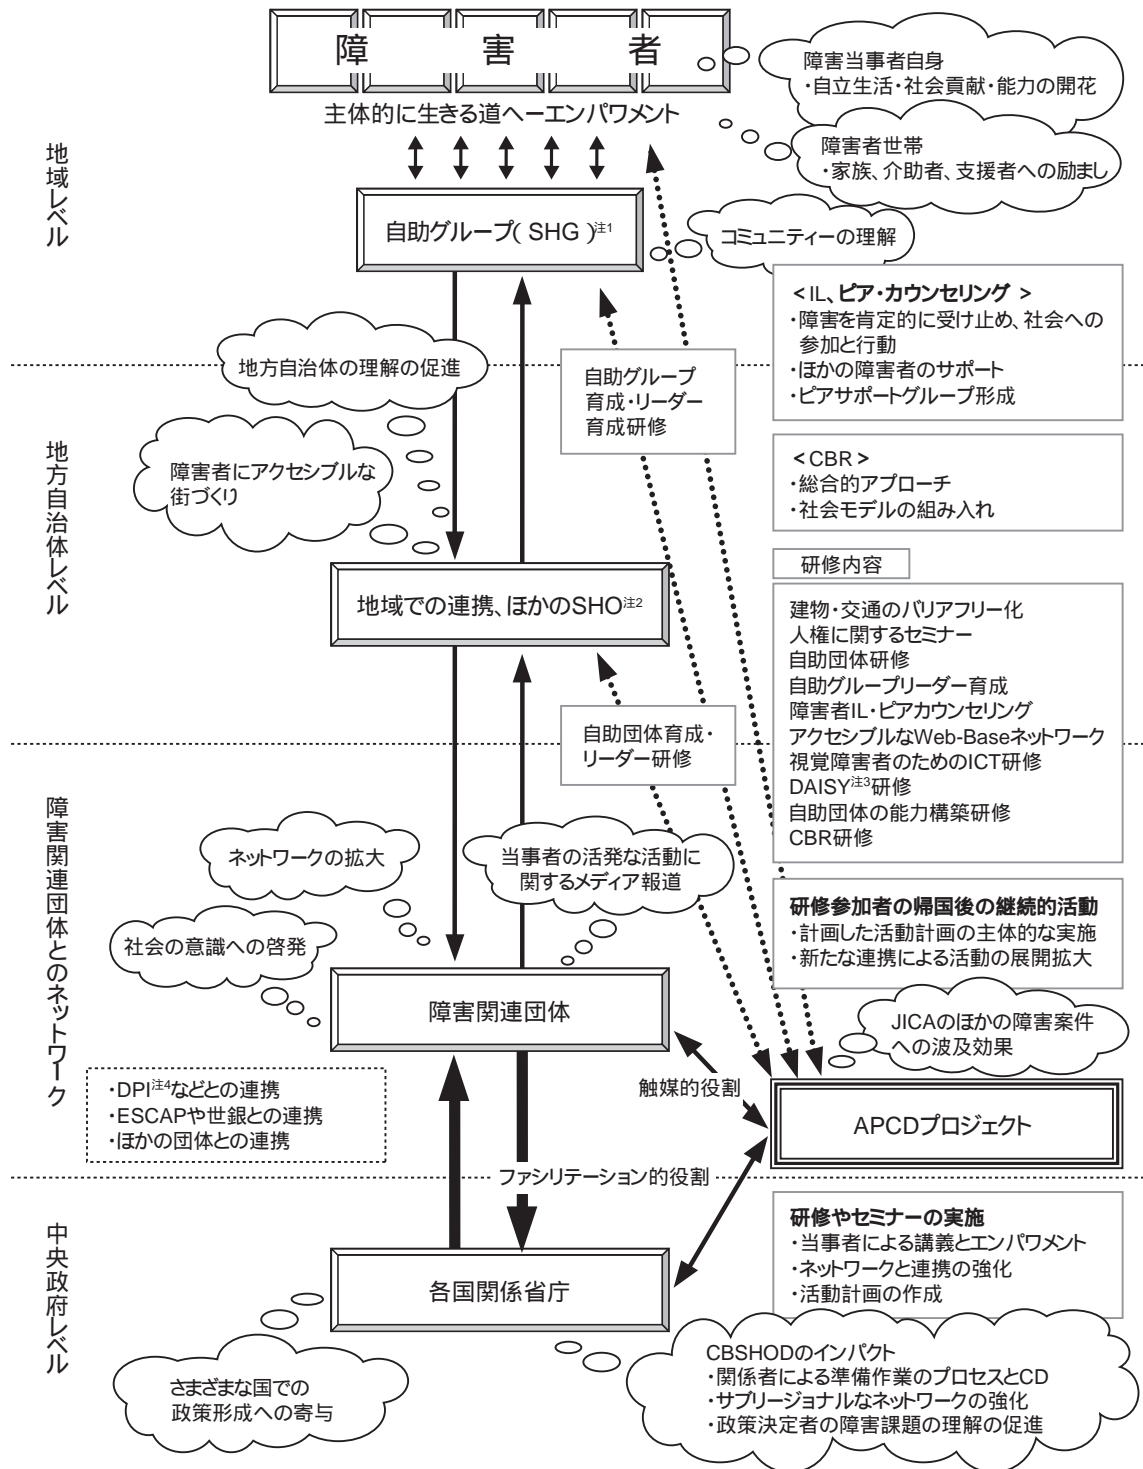 障 害 者
主体的に生きる道へーエンパワメント
障害当事者自身
・自立生活・社会貢献・能力の開花
障害者世帯
・家族、介助者、支援者への励まし
地域レベル
自助グループ( SHG )注1
コミュニティーの理解
<IL、ピア・カウンセリング >
・障害を肯定的に受け止め、社会への
参加と行動
・ほかの障害者のサポート
・ピアサポートグループ形成
地方自治体の理解の促進
自助グループ
育成・リーダー
育成研修
地方自治体レベル
障害者にアクセシブルな
街づくり
<CBR >
・総合的アプローチ
・社会モデルの組み入れ
研修内容
地域での連携、ほかのSHO注2
建物・交通のバリアフリー化
人権に関するセミナー
自助団体研修
自助グループリーダー育成
障害者IL・ピアカウンセリング
アクセシブルなWeb-Baseネットワーク
視覚障害者のためのICT研修
DAISY注3研修
自助団体の能力構築研修
CBR研修
自助団体育成・
リーダー研修
障害関連団体とのネットワーク
ネットワークの拡大
当事者の活発な活動に
関するメディア報道
社会の意識への啓発
研修参加者の帰国後の継続的活動
・計画した活動計画の主体的な実施
・新たな連携による活動の展開拡大
障害関連団体
JICAのほかの障害案件
への波及効果
・DPI注4などとの連携
・ESCAPや世銀との連携
・ほかの団体との連携
触媒的役割
APCDプロジェクト
ファシリテーション的役割
中央政府レベル
研修やセミナーの実施
・当事者による講義とエンパワメント
・ネットワークと連携の強化
・活動計画の作成
各国関係省庁
CBSHODのインパクト
・関係者による準備作業のプロセスとCD
・サブリージョナルなネットワークの強化
・政策決定者の障害課題の理解の促進
さまざまな国での
政策形成への寄与